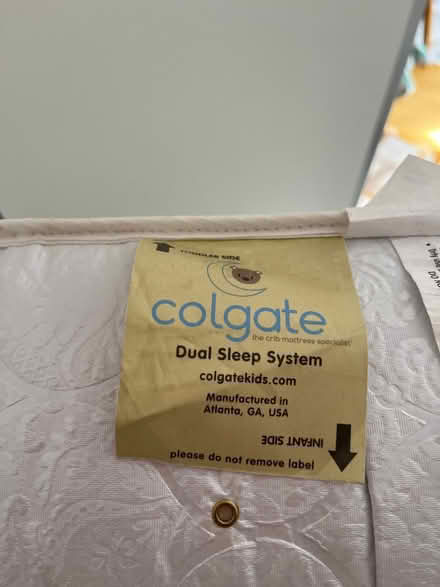 TODDLER SIDE
colgate
the crib mattress specialist
Dual Sleep System
colgatekids.com
Manufactured in
Atlanta, GA, USA
INFANT SIDE
please do not remove label